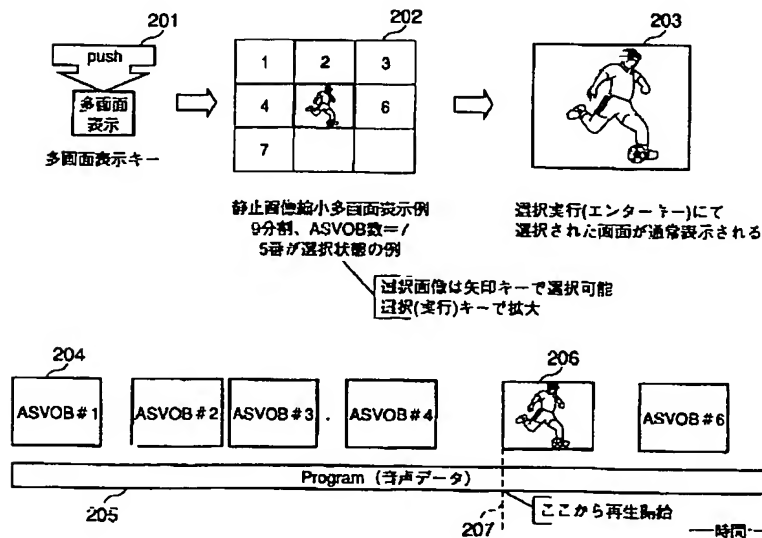 201
push
多画面
表示
多画面表示キー
202
1 2 3
4 6
7
静止画像縮小多画面表示例
9分割、ASVOB数=7
5番が選択状態の例
選択画像は矢印キーで選択可能
選択(実行)キーで拡大
203
選択実行(エンターキー)にて
選択された画面が通常表示される
204
ASVOB#1
ASVOB#2
ASVOB#3
ASVOB#4
206
ASVOB#6
Program (音声データ)
205
207
ここから再生開始
時間